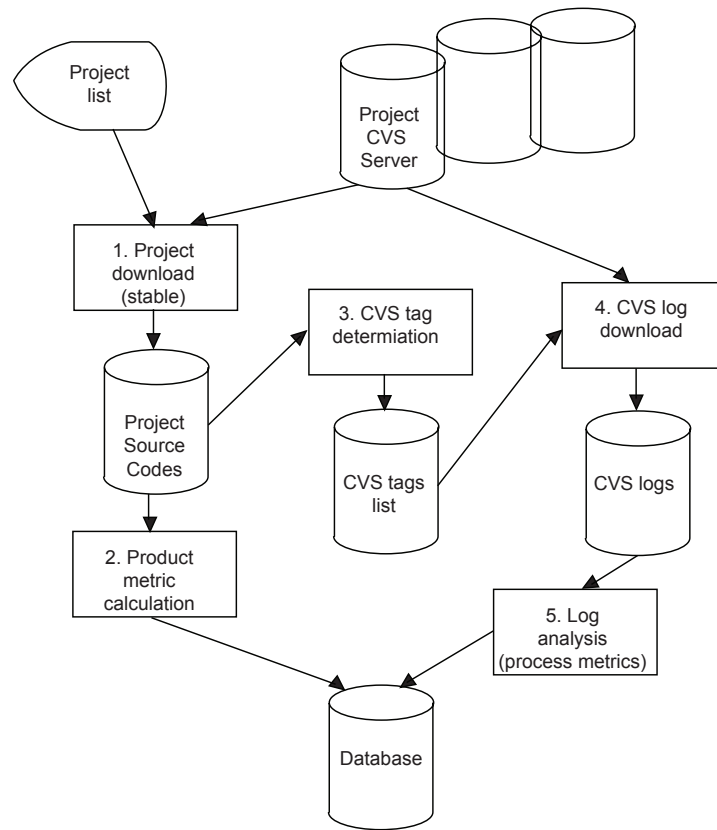 Project
list
Project
CVS
Server
1. Project
download
(stable)
3. CVS tag
determiation
4. CVS log
download
Project
Source
Codes
CVS tags
list
CVS logs
2. Product
metric
calculation
5. Log
analysis
(process metrics)
Database